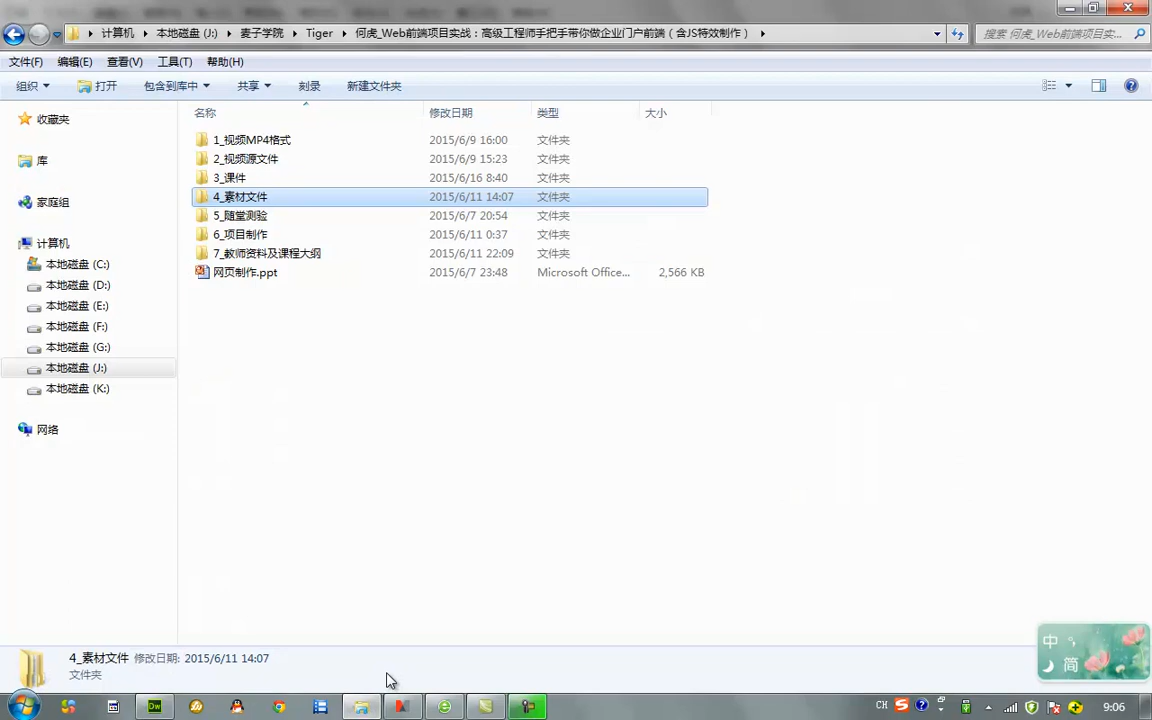 计算机 本地磁盘 (J:) 麦子学院 Tiger 何虎_Web前端项目实战：高级工程师手把手带你做企业门户前端（含JS特效制作） 搜索 何虎_Web前端项目实...
文件(F) 编辑(E) 查看(V) 工具(T) 帮助(H)
组织 打开 包含到库中 共享 刻录 新建文件夹
名称 修改日期 类型 大小
收藏夹
库
家庭组
计算机
本地磁盘 (C:)
本地磁盘 (D:)
本地磁盘 (E:)
本地磁盘 (F:)
本地磁盘 (G:)
本地磁盘 (J:)
本地磁盘 (K:)
网络
1_视频MP4格式 2015/6/9 16:00 文件夹
2_视频源文件 2015/6/9 15:23 文件夹
3_课件 2015/6/16 8:40 文件夹
4_素材文件 2015/6/11 14:07 文件夹
5_随堂测验 2015/6/7 20:54 文件夹
6_项目制作 2015/6/11 0:37 文件夹
7_教师资料及课程大纲 2015/6/11 22:09 文件夹
网页制作.ppt 2015/6/7 23:48 Microsoft Office... 2,566 KB
4_素材文件 修改日期: 2015/6/11 14:07
文件夹
中 °,
简
Dw
CH S 9:06